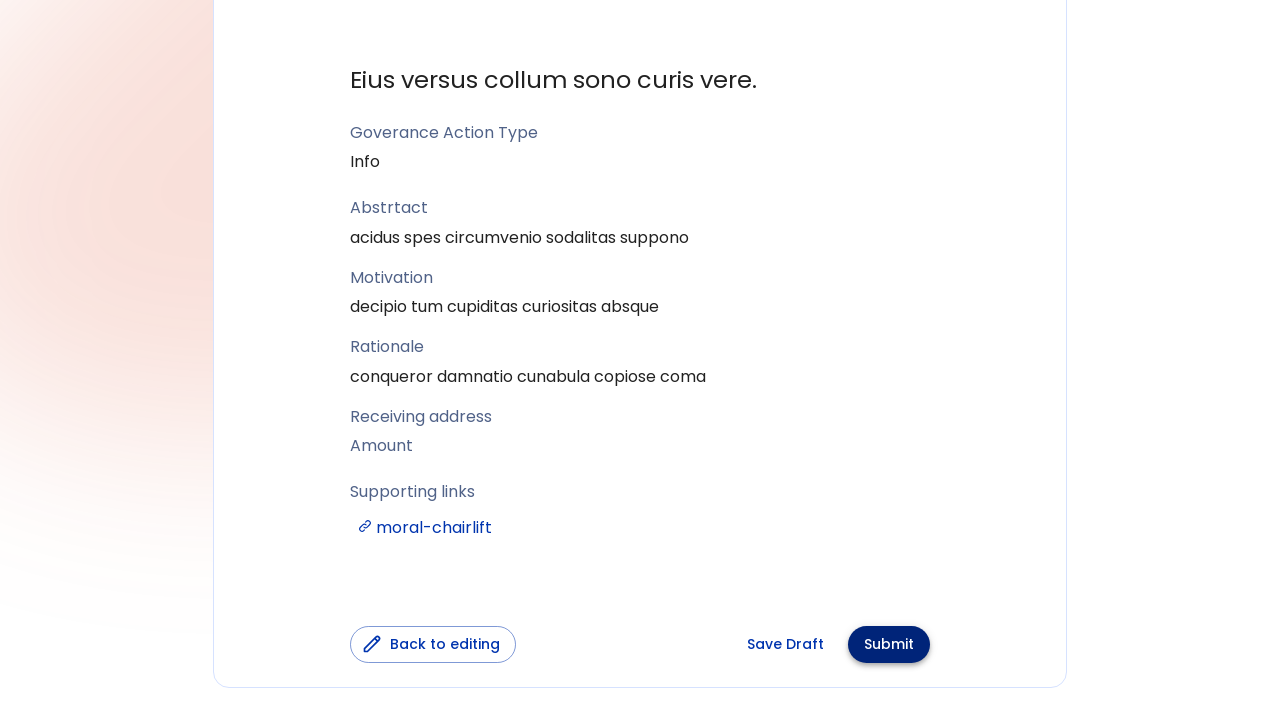 Eius versus collum sono curis vere.
Goverance Action Type
Info
Abstrtact
acidus spes circumvenio sodalitas suppono
Motivation
decipio tum cupiditas curiositas absque
Rationale
conqueror damnatio cunabula copiose coma
Receiving address
Amount
Supporting links
moral-chairlift
Back to editing
Save Draft
Submit